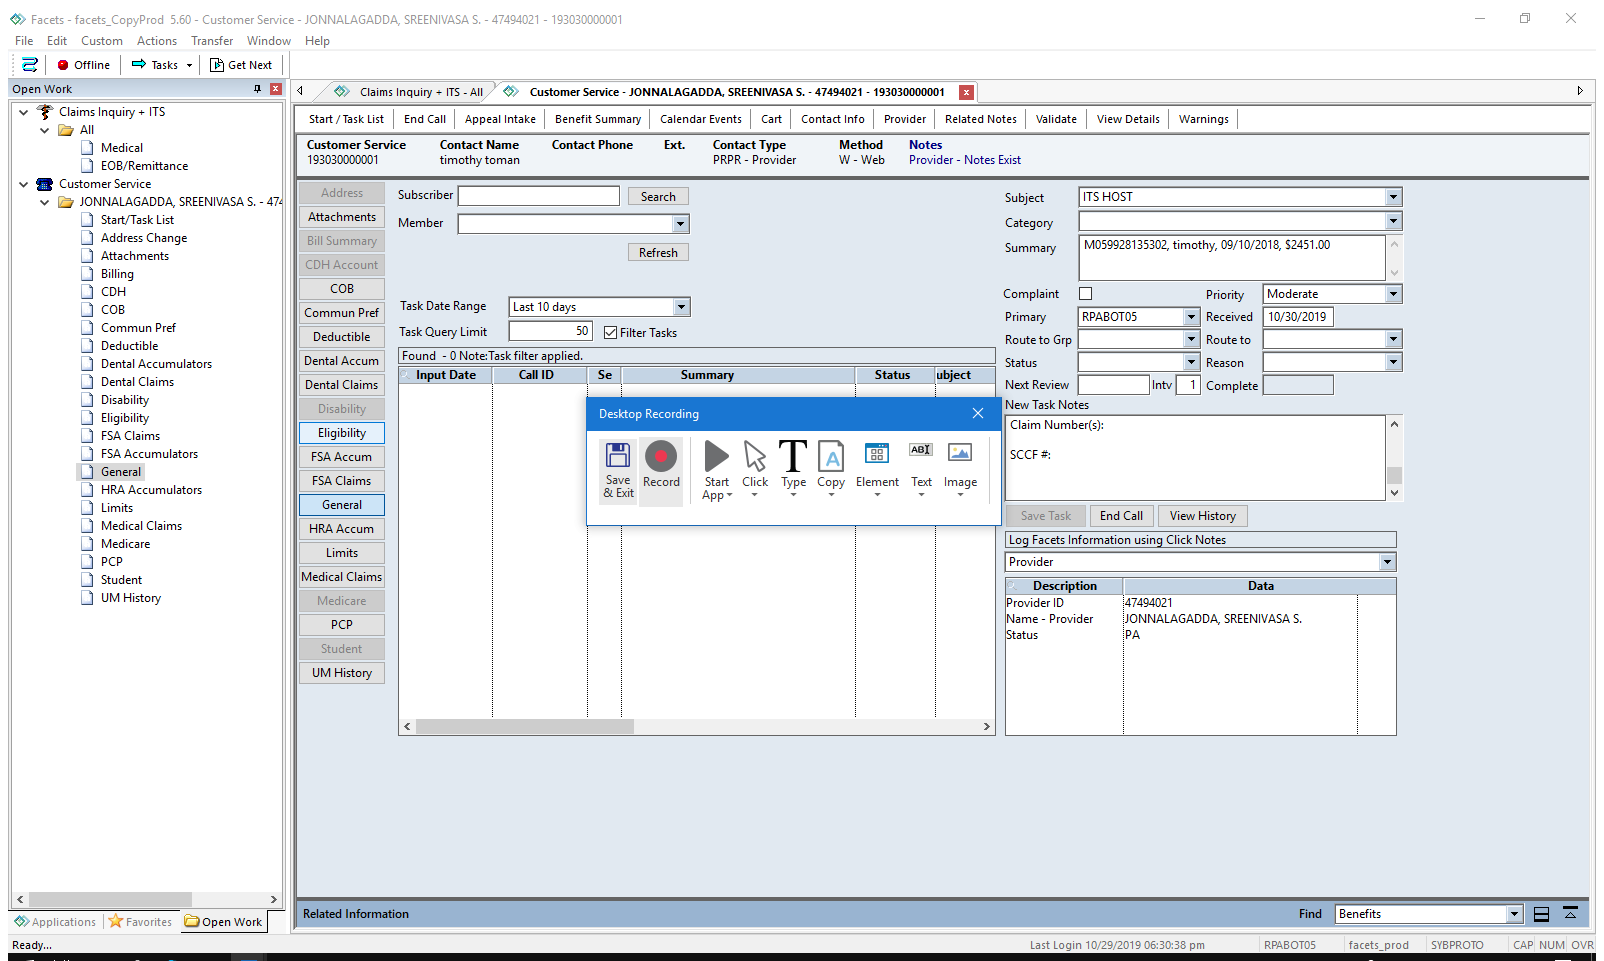 Facets - facets_CopyProd 5.60 - Customer Service - JONNALAGADDA, SREENIVASA S. - 47494021 - 193030000001
File Edit Custom Actions Transfer Window Help
Offline Tasks Get Next
Open Work
Claims Inquiry + ITS
All
Medical
EOB/Remittance
Customer Service
JONNALAGADDA, SREENIVASA S. - 474
Start/Task List
Address Change
Attachments
Billing
CDH
COB
Commun Pref
Deductible
Dental Accumulators
Dental Claims
Disability
Eligibility
FSA Claims
FSA Accumulators
General
HRA Accumulators
Limits
Medical Claims
Medicare
PCP
Student
UM History
Applications Favorites Open Work
Claims Inquiry + ITS - All
Customer Service - JONNALAGADDA, SREENIVASA S. - 47494021 - 193030000001
Start / Task List End Call Appeal Intake Benefit Summary Calendar Events Cart Contact Info Provider Related Notes Validate View Details Warnings
Customer Service Contact Name Contact Phone Ext. Contact Type Method Notes
193030000001 timothy toman PRPR - Provider W - Web Provider - Notes Exist
Address
Attachments
Bill Summary
CDH Account
COB
Commun Pref
Deductible
Dental Accum
Dental Claims
Disability
Eligibility
FSA Accum
FSA Claims
General
HRA Accum
Limits
Medical Claims
Medicare
PCP
Student
UM History
Subscriber Search
Member
Refresh
Task Date Range Last 10 days
Task Query Limit 50 Filter Tasks
Found - 0 Note:Task filter applied.
Input Date Call ID Se Summary Status ubject
Desktop Recording
Save & Exit
Record
Start App
Click
Type
Copy
Element
Text
Image
ABI
A
Subject ITS HOST
Category
Summary M059928135302, timothy, 09/10/2018, $2451.00
Complaint Priority Moderate
Primary RPABOT05 Received 10/30/2019
Route to Grp Route to
Status Reason
Next Review Intv 1 Complete
New Task Notes
Claim Number(s):
SCCF #:
Save Task End Call View History
Log Facets Information using Click Notes
Provider
Description Data
Provider ID 47494021
Name - Provider JONNALAGADDA, SREENIVASA S.
Status PA
Related Information Find Benefits
Ready... Last Login 10/29/2019 06:30:38 pm RPABOT05 facets_prod SYBPROTO CAP NUM OVR